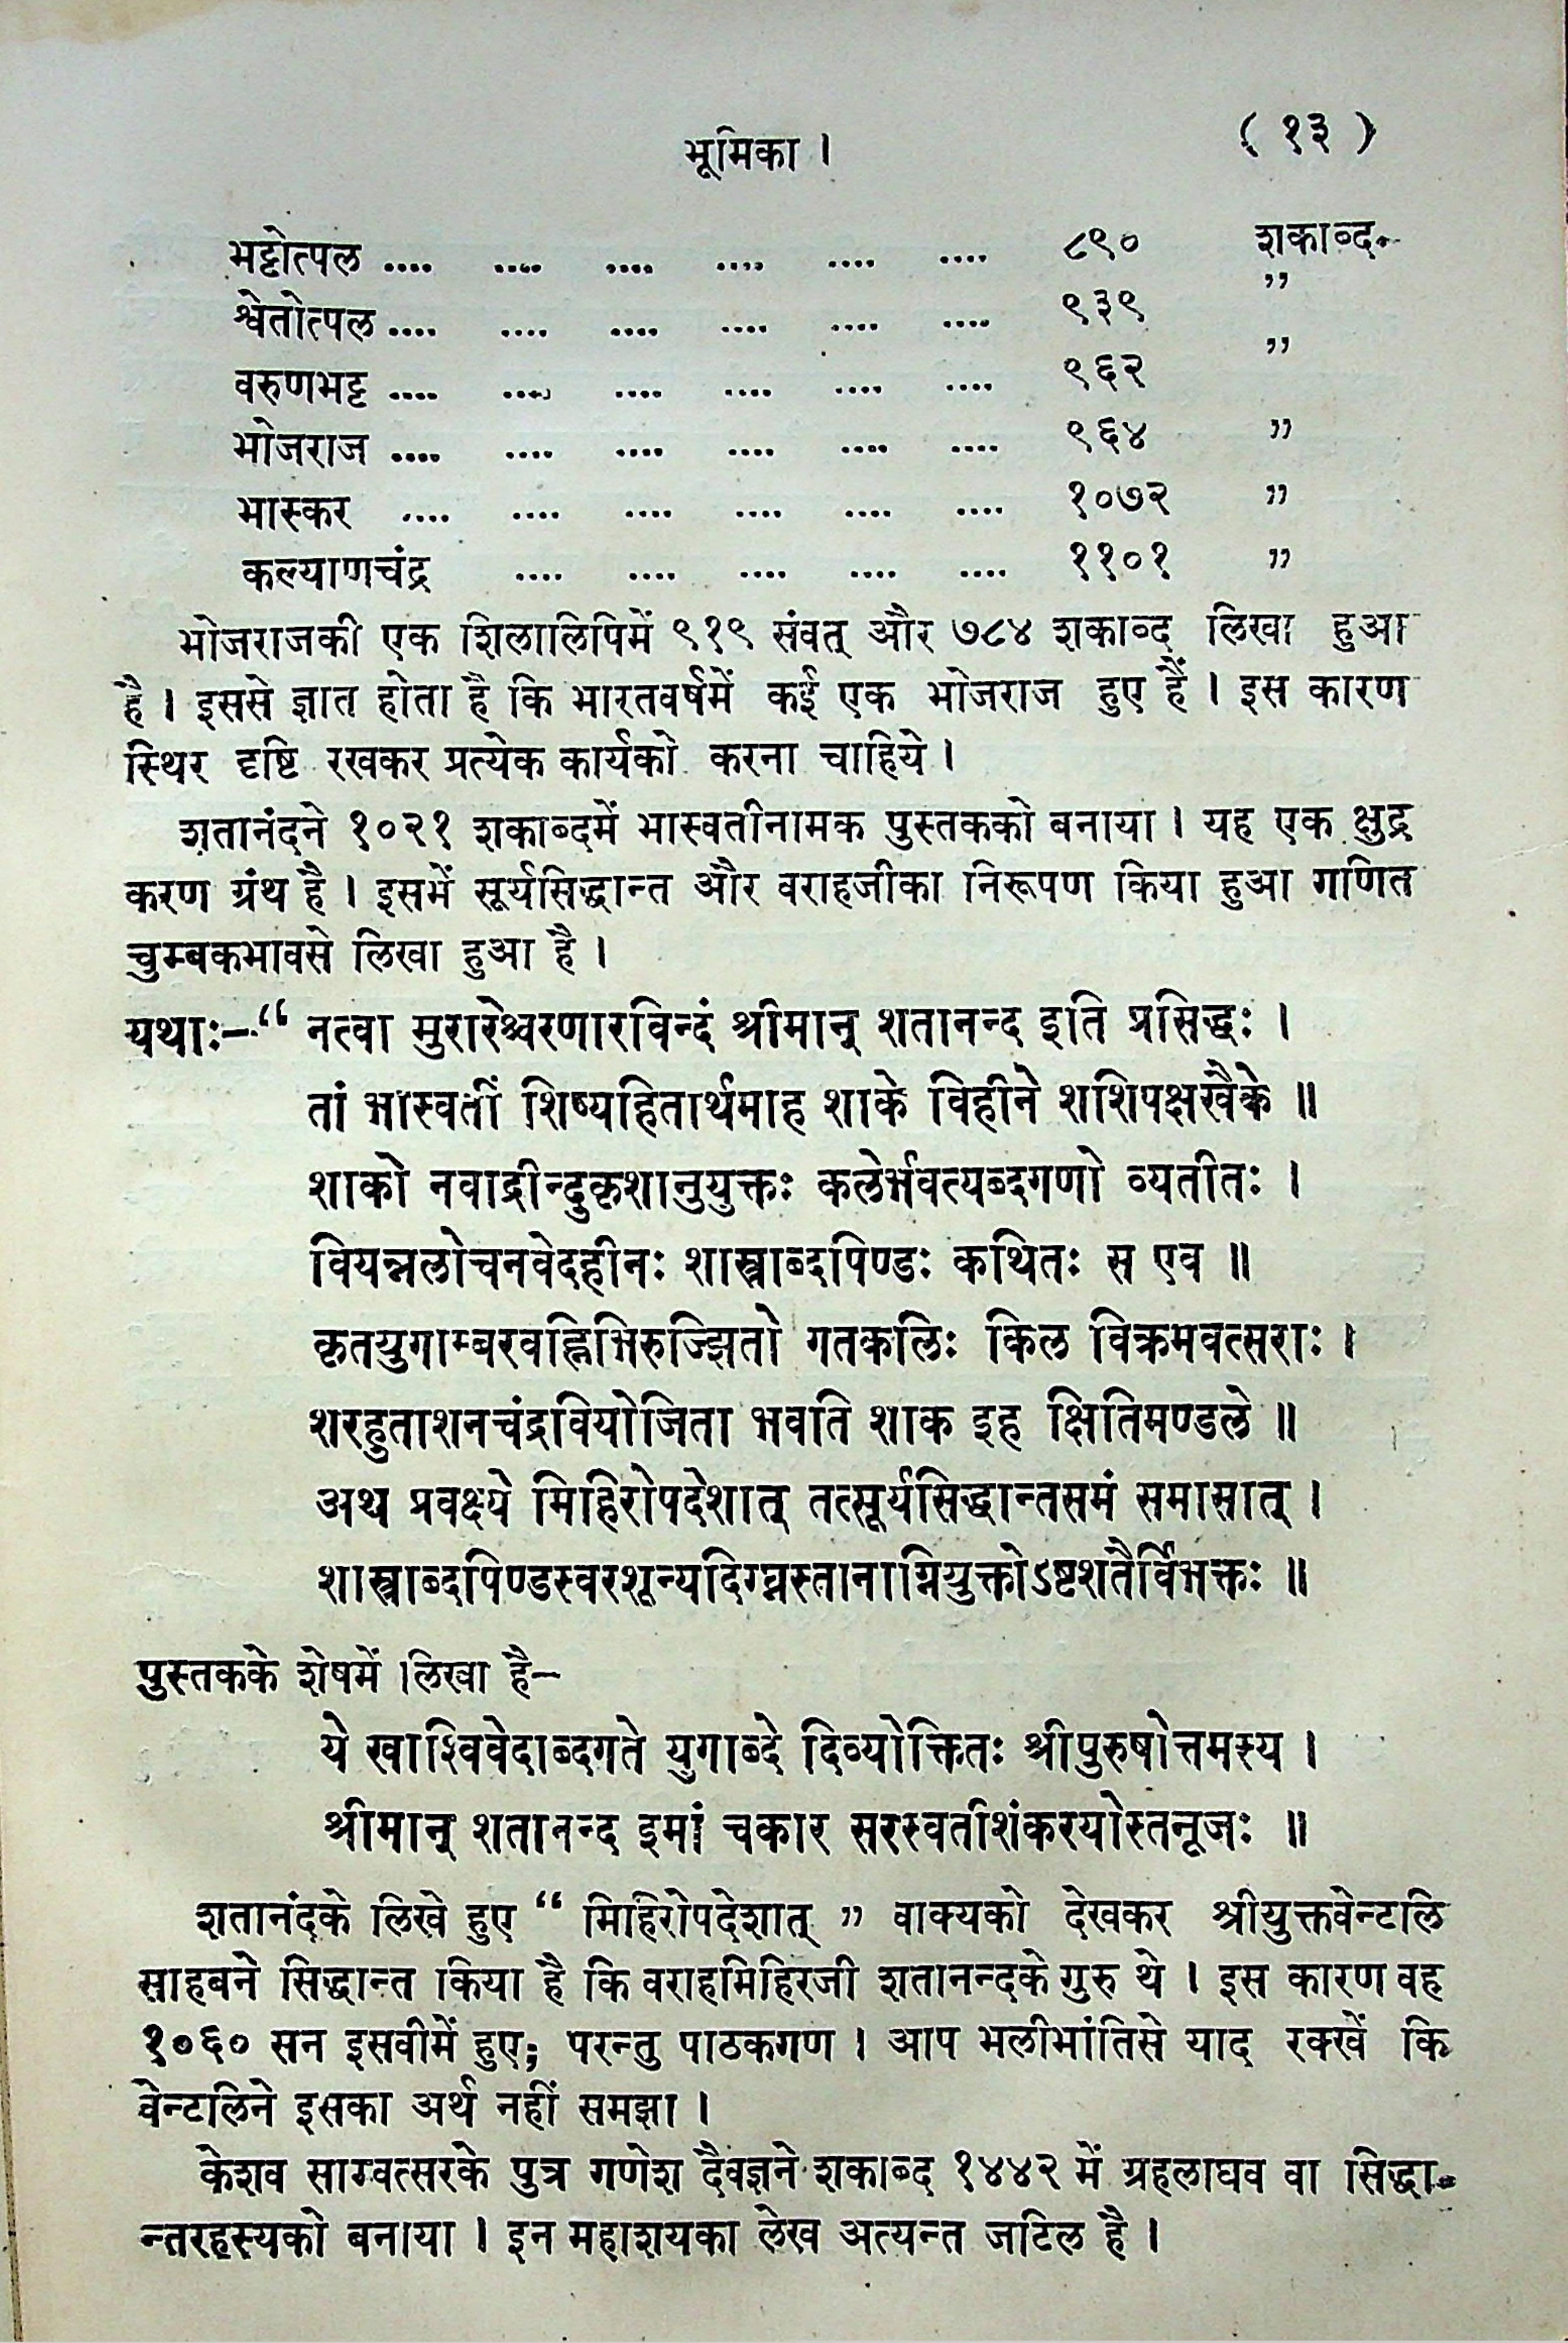 भूमिका । ( १३ )
भट्टोत्पल .... .... .... .... .... .... ८९० शकाब्द.
श्वेतोत्पल .... .... .... .... .... .... ९३९ ”
वरुणभट्ट .... .... .... .... .... .... ९६२ ”
भोजराज .... .... .... .... .... .... ९६४ ”
भास्कर .... .... .... .... .... .... १०७२ ”
कल्याणचंद्र .... .... .... .... .... ११०१ ”
भोजराजकी एक शिलालिपिमें ९१९ संवत् और ७८४ शकाब्द लिखा हुआ
है । इससे ज्ञात होता है कि भारतवर्षमें कई एक भोजराज हुए हैं । इस कारण
स्थिर दृष्टि रखकर प्रत्येक कार्यको करना चाहिये ।
शतानंदने १०२१ शकाब्दमें भास्वतीनामक पुस्तकको बनाया । यह एक क्षुद्र
करण ग्रंथ है । इसमें सूर्यसिद्धान्त और वराहजीका निरूपण किया हुआ गणित
चुम्बकभावसे लिखा हुआ है ।
यथाः–“ नत्वा मुरारेश्चरणारविन्दं श्रीमान् शतानन्द इति प्रसिद्धः ।
तां भास्वतीं शिष्यहितार्थमाह शाके विहीने शशिपक्षखैके ॥
शाको नवाद्रीन्दुकृशानुयुक्तः कलेर्भवत्यब्दगणो व्यतीतः ।
वियन्नलोचनवेदहीनः शास्त्राब्दपिण्डः कथितः स एव ॥
कृतयुगाम्बरवह्निभिरुज्झितो गतकलिः किल विक्रमवत्सराः ।
शरहुताशनचंद्रवियोजिता भवति शाक इह क्षितिमण्डले ॥
अथ प्रवक्ष्ये मिहिरोपदेशात् तत्सूर्यसिद्धान्तसमं समासात् ।
शास्त्राब्दपिण्डस्वरशून्यदिग्घ्नस्तानाग्नियुक्तोऽष्टशतैर्विभक्तः ॥
पुस्तकके शेषमें लिखा है–
ये खाश्विवेदाब्दगते युगाब्दे दिव्योक्तितः श्रीपुरुषोत्तमस्य ।
श्रीमान् शतानन्द इमां चकार सरस्वतीशंकरयोस्तनूजः ॥
शतानंदके लिखे हुए “ मिहिरोपदेशात् ” वाक्यको देखकर श्रीयुक्तवेन्टलि
साहबने सिद्धान्त किया है कि वराहमिहिरजी शतानन्दके गुरु थे । इस कारण वह
१०६० सन इसवीमें हुए; परन्तु पाठकगण । आप भलीभांतिसे याद रक्खें कि
वेन्टलिने इसका अर्थ नहीं समझा ।
केशव साम्वत्सरके पुत्र गणेश दैवज्ञने शकाब्द १४४२ में ग्रहलाघव वा सिद्धा-
न्तरहस्यको बनाया । इन महाशयका लेख अत्यन्त जटिल है ।